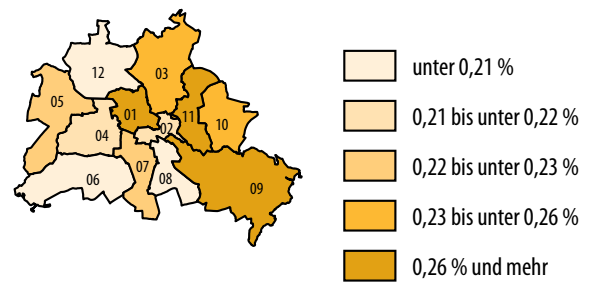 12
03
05
01
11
10
04
02
07
06
08
09
unter 0,21 %
0,21 bis unter 0,22 %
0,22 bis unter 0,23 %
0,23 bis unter 0,26 %
0,26 % und mehr